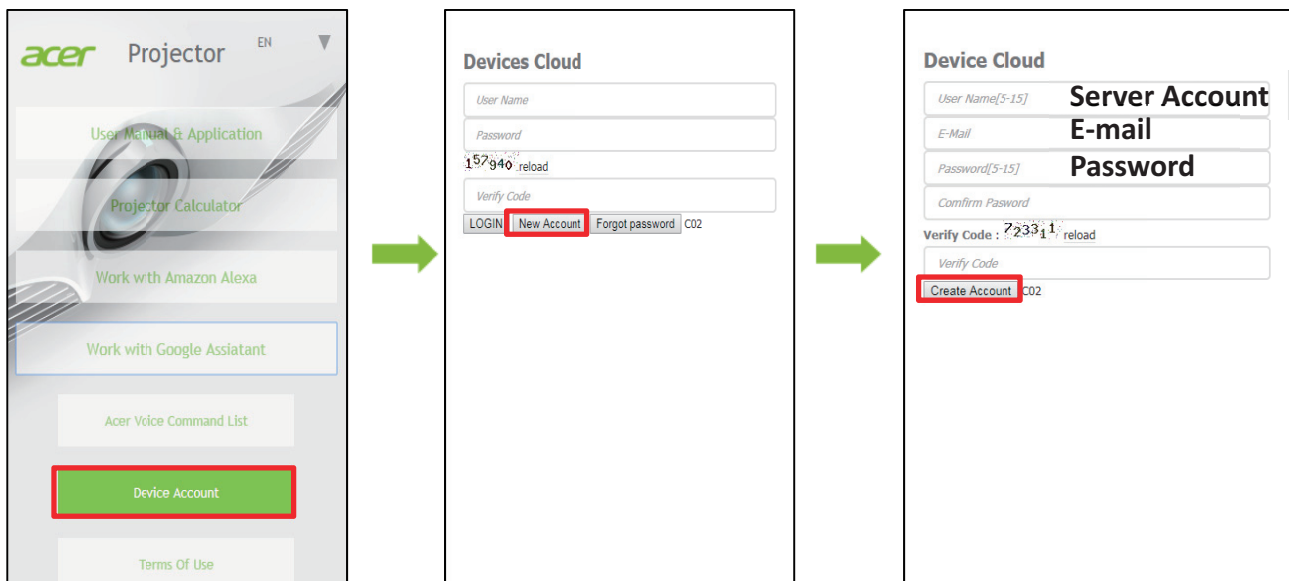 acer Projector EN
User Manual & Application
Projector Calculator
Work with Amazon Alexa
Work with Google Assiatant
Acer Voice Command List
Device Account
Terms Of Use
Devices Cloud
User Name
Password
157940 reload
Verify Code
LOGIN New Account Forgot password C02
Device Cloud
User Name[5-15] Server Account
E-Mail E-mail
Password[5-15] Password
Comfirm Pasword
Verify Code : 723311 reload
Verify Code
Create Account C02